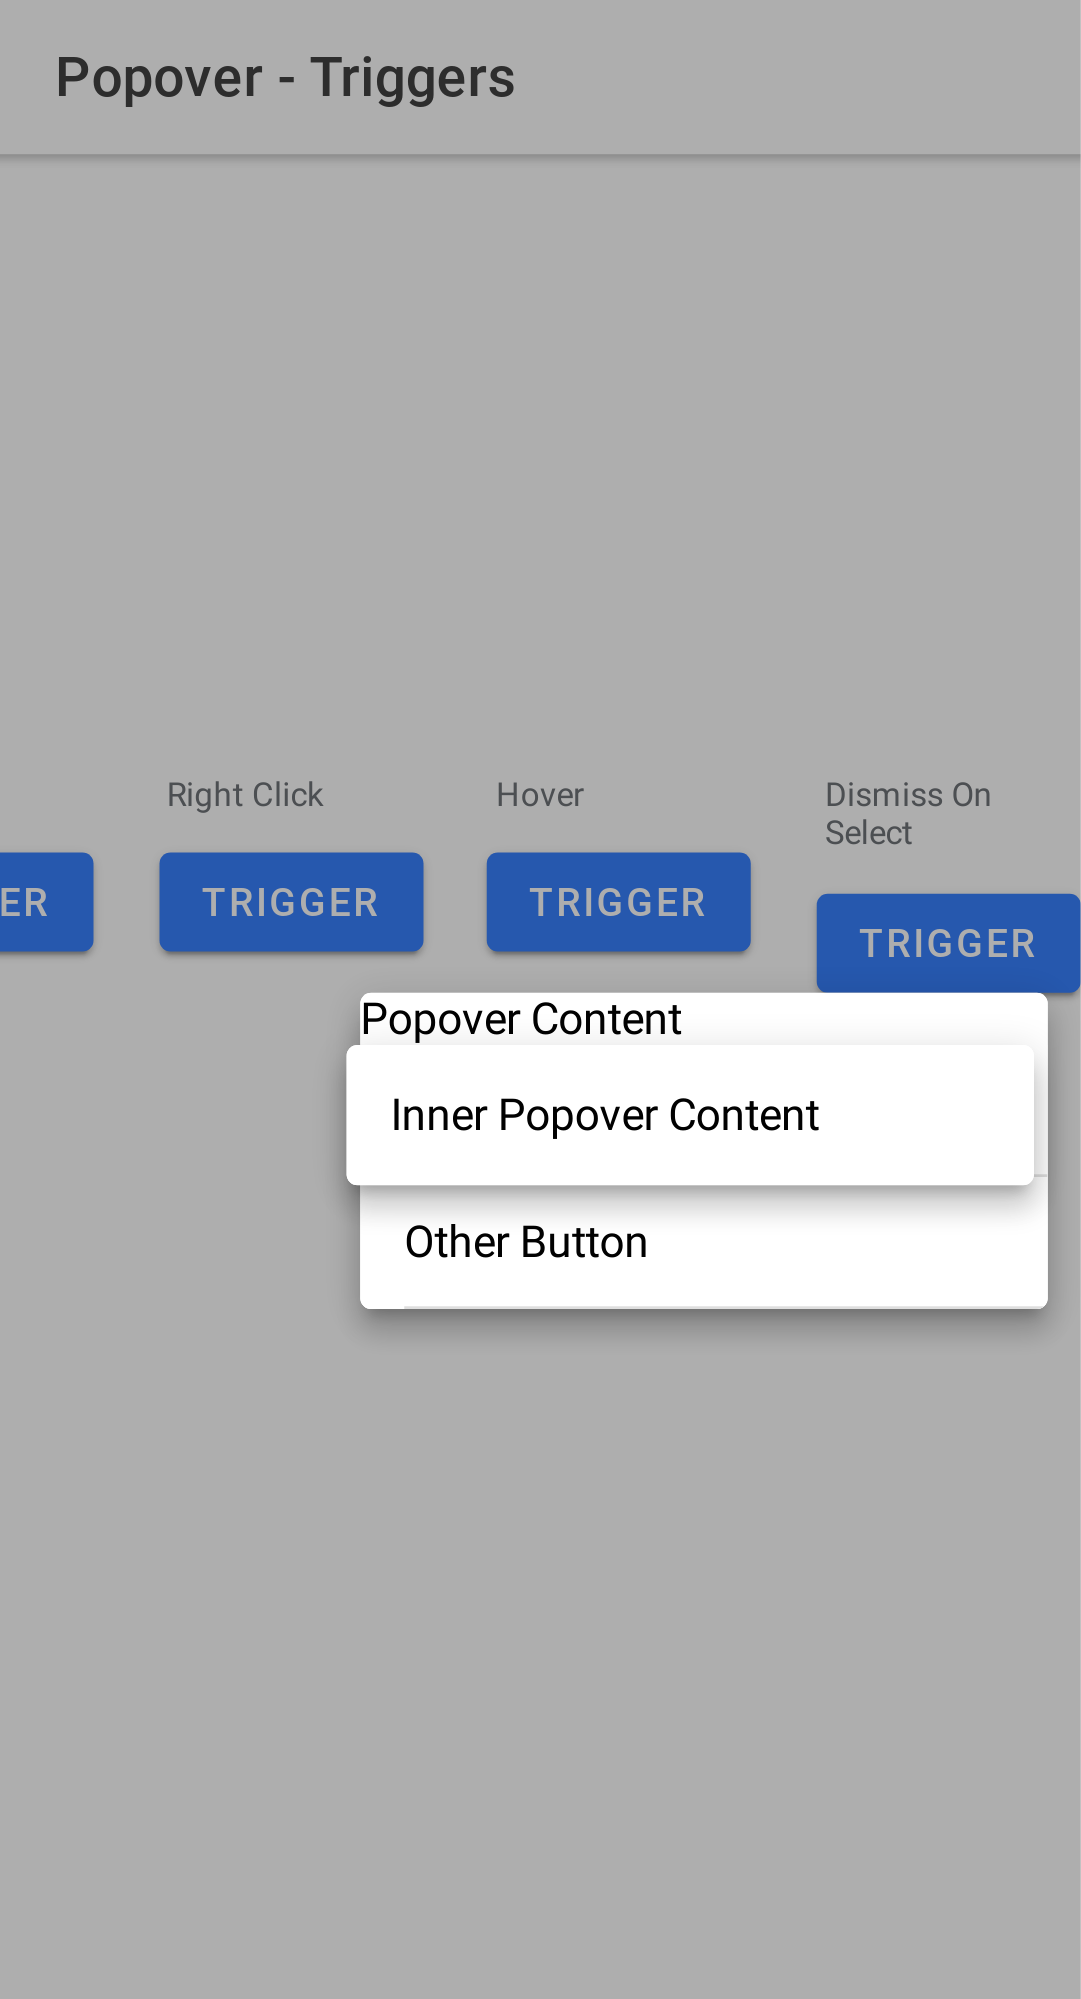 Popover - Triggers
Right Click
Hover
Dismiss On
Select
ER
TRIGGER
TRIGGER
TRIGGER
Popover Content
Inner Popover Content
Other Button